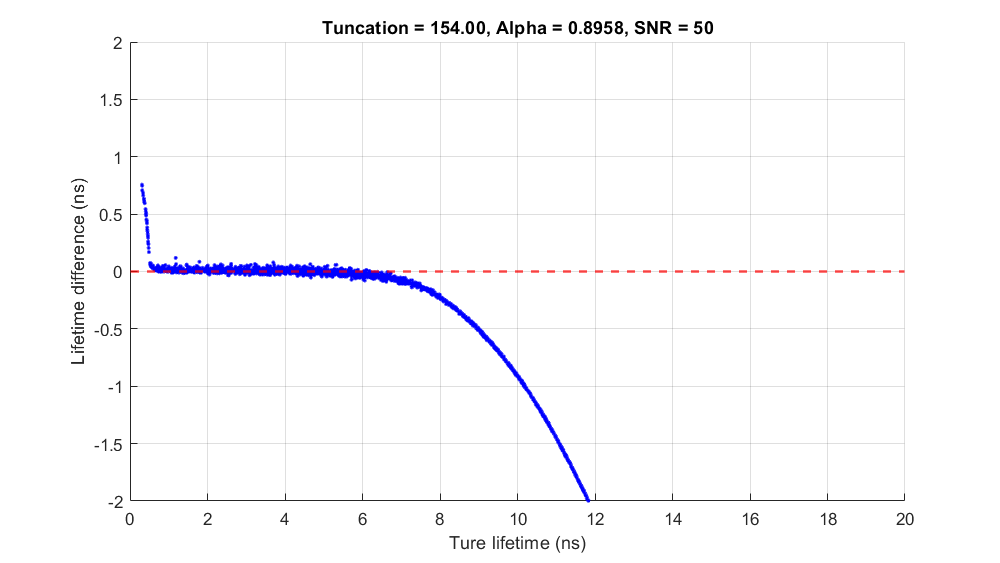 Tuncation = 154.00, Alpha = 0.8958, SNR = 50
2
1.5
1
0.5
0
-0.5
-1
-1.5
-2
Lifetime difference (ns)
0 2 4 6 8 10 12 14 16 18 20
Ture lifetime (ns)